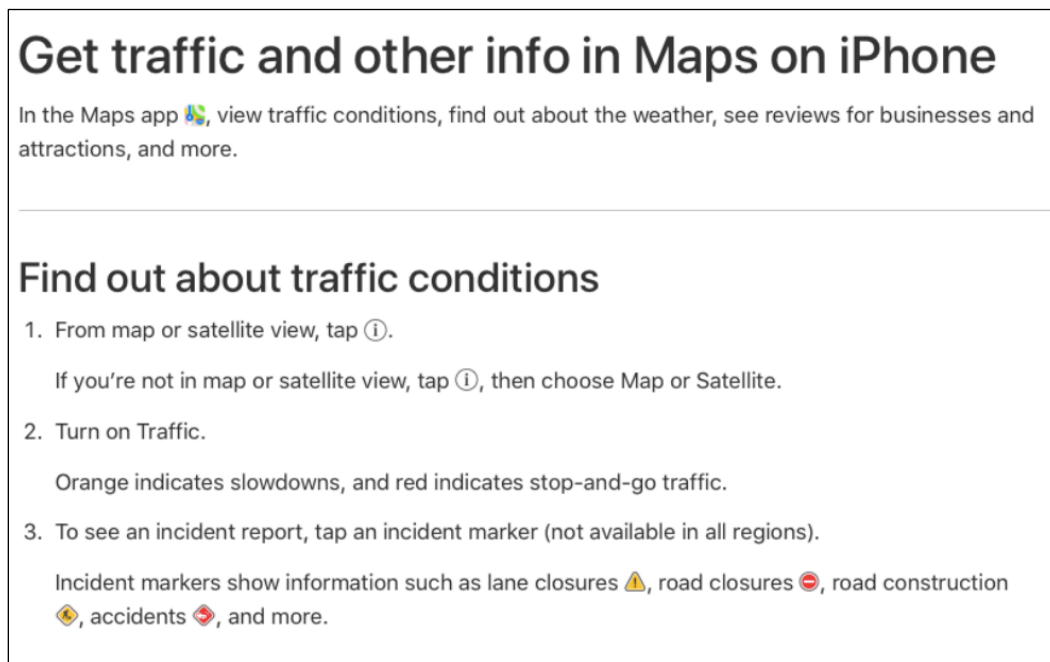 Get traffic and other info in Maps on iPhone
In the Maps app , view traffic conditions, find out about the weather, see reviews for businesses and
attractions, and more.
Find out about traffic conditions
1. From map or satellite view, tap ⓘ.
If you’re not in map or satellite view, tap ⓘ, then choose Map or Satellite.
2. Turn on Traffic.
Orange indicates slowdowns, and red indicates stop-and-go traffic.
3. To see an incident report, tap an incident marker (not available in all regions).
Incident markers show information such as lane closures , road closures , road construction
, accidents , and more.